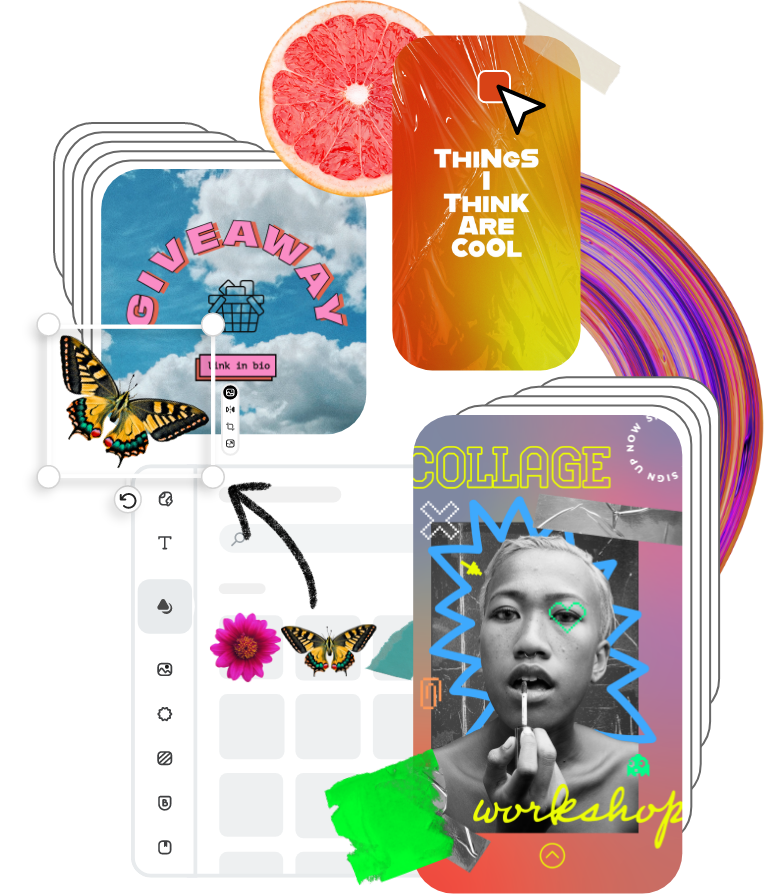 THINGS
I
THINK
ARE
COOL
GIVEAWAY
link in bio
T
B
COLLAGE
SIGN UP NOW
workshop